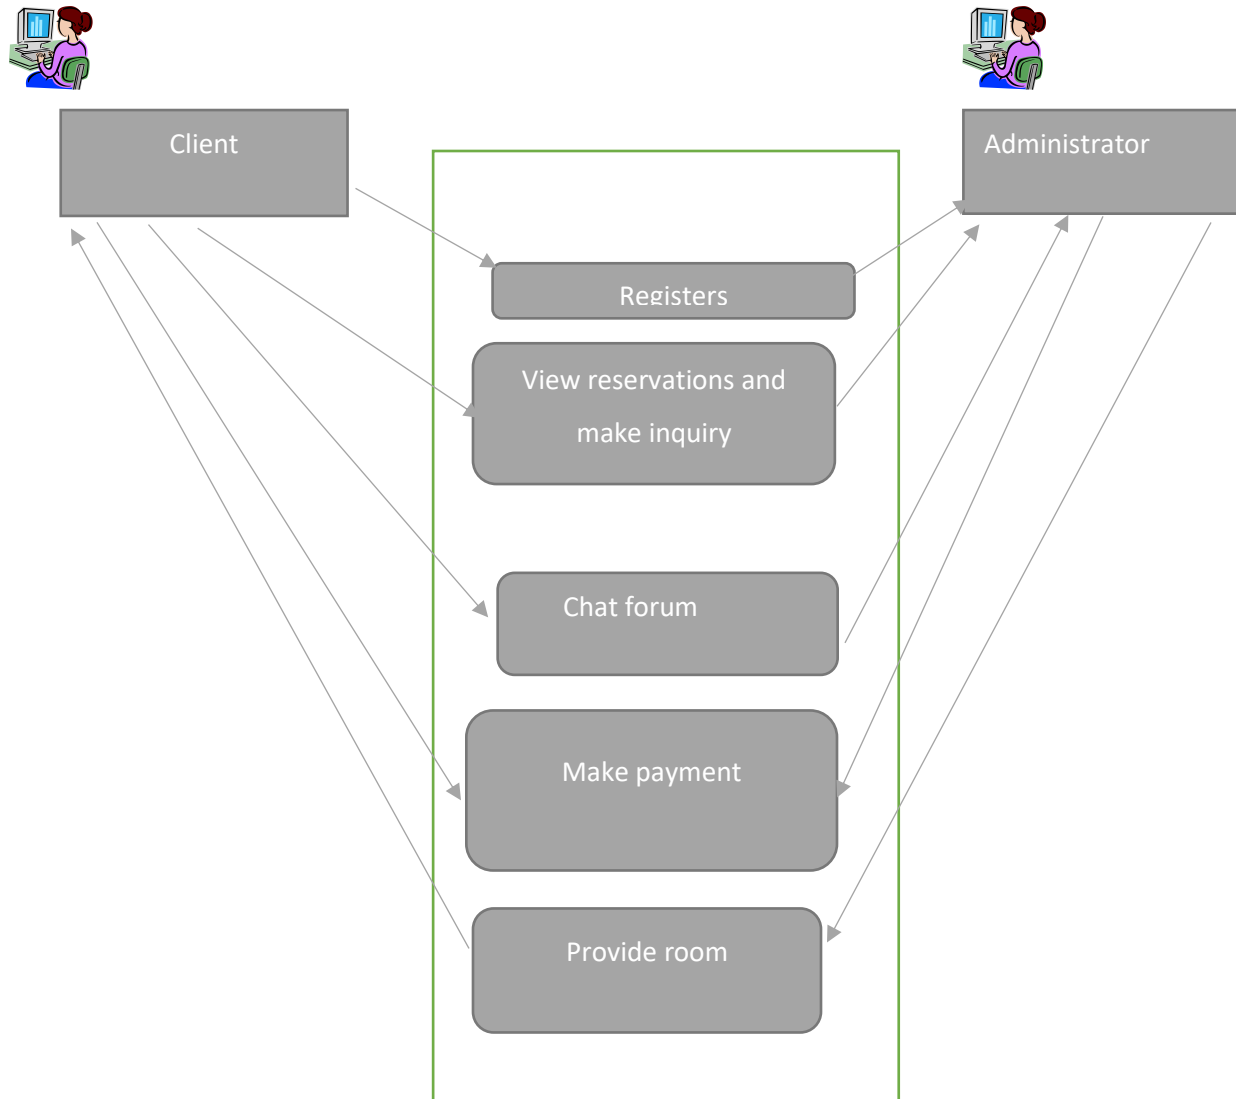 Client
Administrator
Registers
View reservations and
make inquiry
Chat forum
Make payment
Provide room